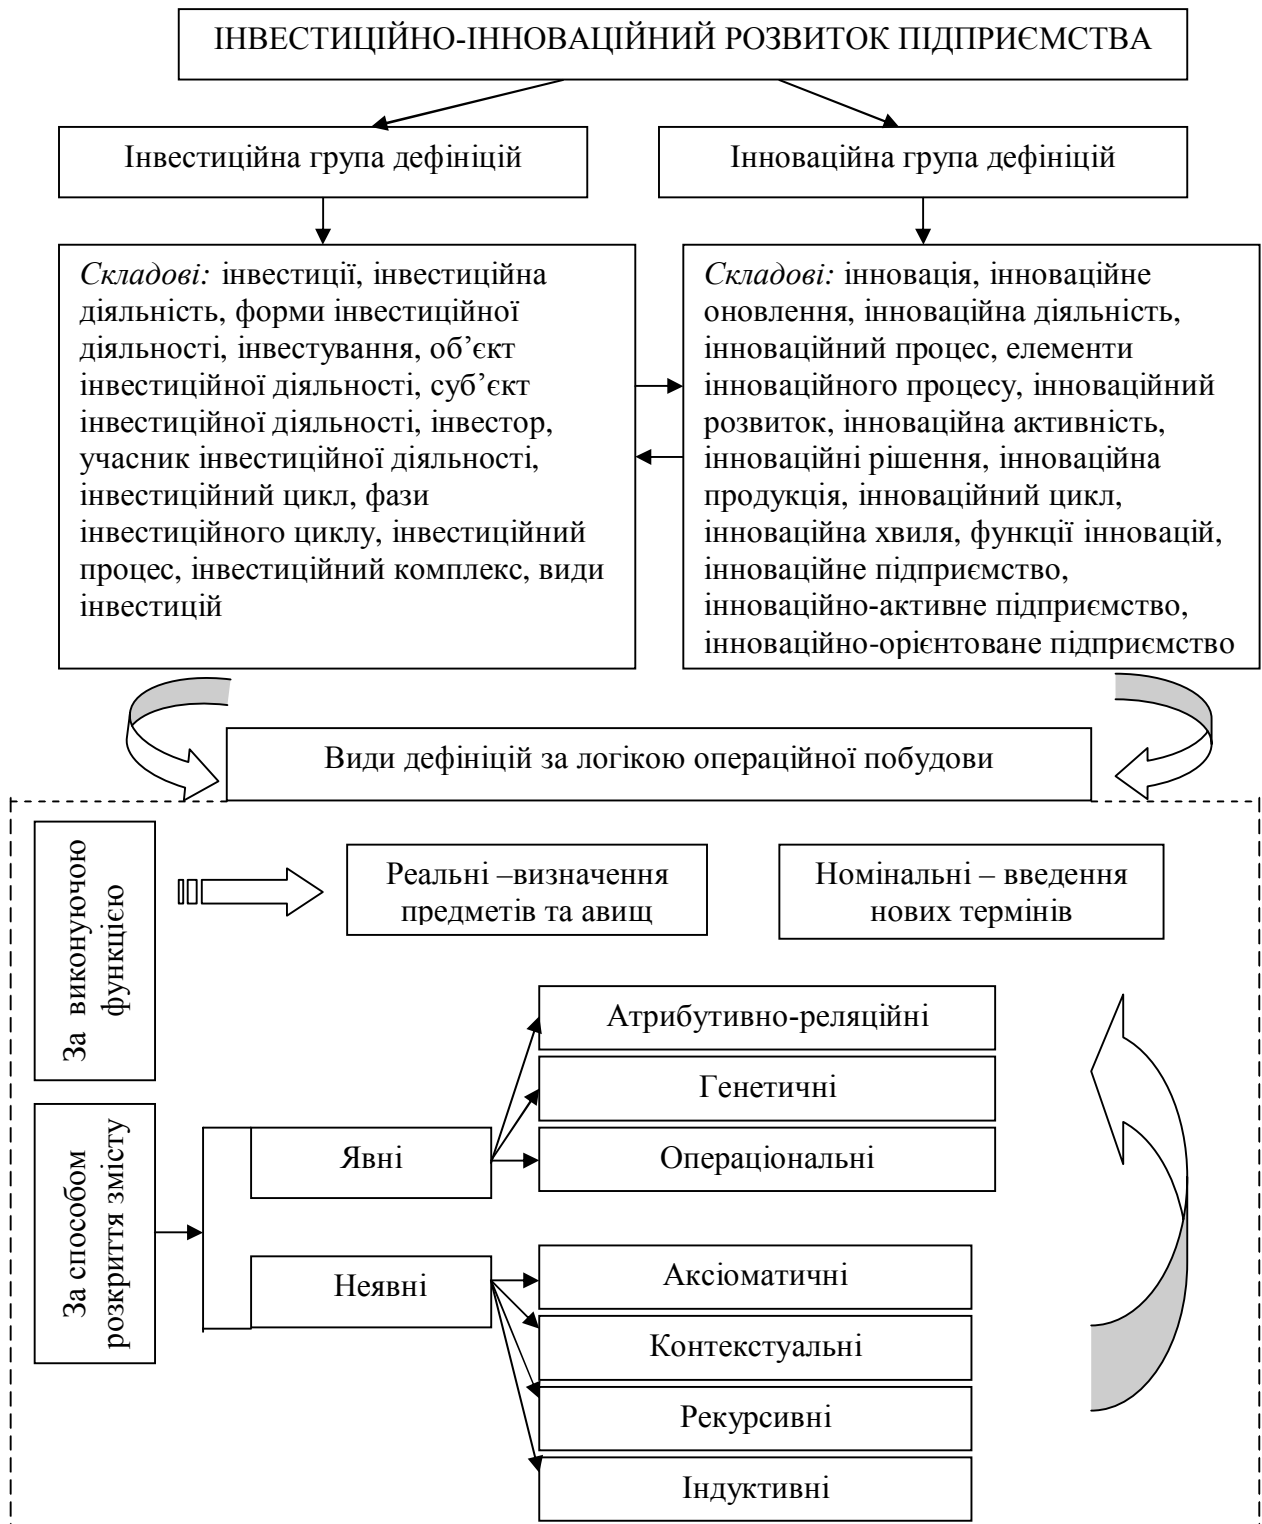 ІНВЕСТИЦІЙНО-ІННОВАЦІЙНИЙ РОЗВИТОК ПІДПРИЄМСТВА
Інвестиційна група дефініцій
Інноваційна група дефініцій
Складові: інвестиції, інвестиційна
діяльність, форми інвестиційної
діяльності, інвестування, об’єкт
інвестиційної діяльності, суб’єкт
інвестиційної діяльності, інвестор,
учасник інвестиційної діяльності,
інвестиційний цикл, фази
інвестиційного циклу, інвестиційний
процес, інвестиційний комплекс, види
інвестицій
Складові: інновація, інноваційне
оновлення, інноваційна діяльність,
інноваційний процес, елементи
інноваційного процесу, інноваційний
розвиток, інноваційна активність,
інноваційні рішення, інноваційна
продукція, інноваційний цикл,
інноваційна хвиля, функції інновацій,
інноваційне підприємство,
інноваційно-активне підприємство,
інноваційно-орієнтоване підприємство
Види дефініцій за логікою операційної побудови
За виконуючою
функцією
Реальні –визначення
предметів та авищ
Номінальні – введення
нових термінів
За способом
розкриття змісту
Явні
Атрибутивно-реляційні
Генетичні
Операціональні
Неявні
Аксіоматичні
Контекстуальні
Рекурсивні
Індуктивні